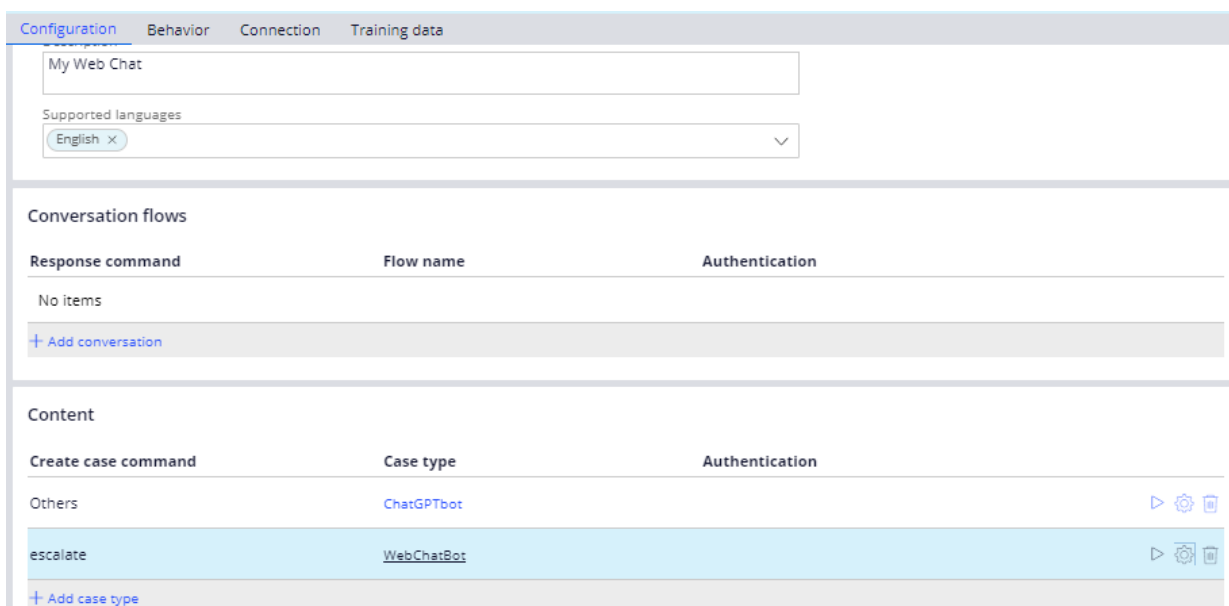 Configuration Behavior Connection Training data
Description
My Web Chat
Supported languages
English ×
Conversation flows
Response command Flow name Authentication
No items
+ Add conversation
Content
Create case command Case type Authentication
Others ChatGPTbot
escalate WebChatBot
+ Add case type